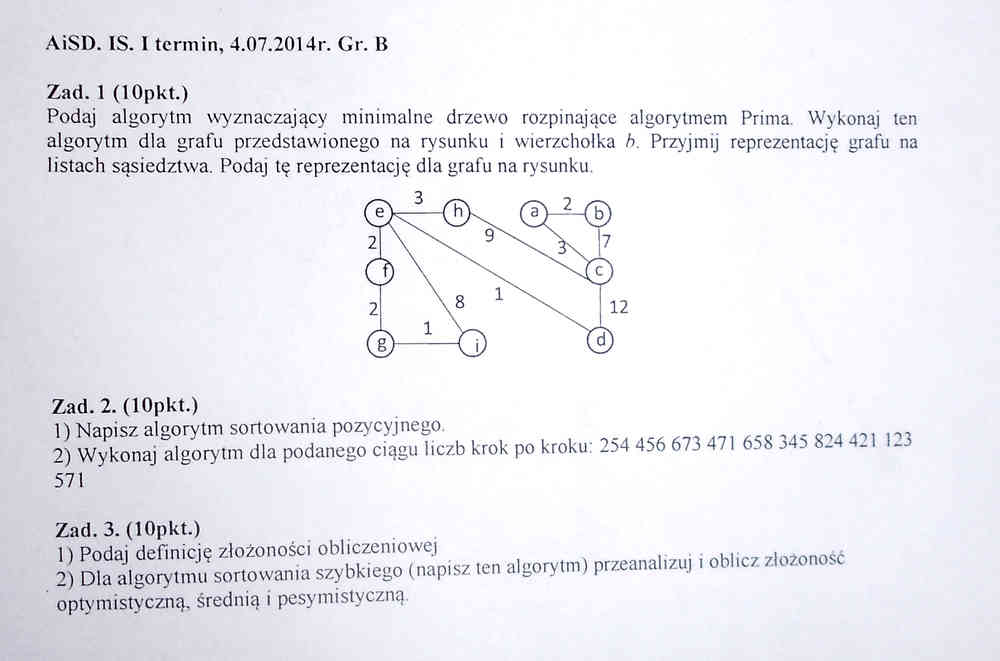 AiSD. IS. I termin, 4.07.2014r. Gr. B
Zad. 1 (10pkt.)
Podaj algorytm wyznaczający minimalne drzewo rozpinające algorytmem Prima. Wykonaj ten
algorytm dla grafu przedstawionego na rysunku i wierzchołka b. Przyjmij reprezentację grafu na
listach sąsiedztwa. Podaj tę reprezentację dla grafu na rysunku.
e 3 h a 2 b
2 9 3 7
f c
2 8 1 12
g 1 i d
Zad. 2. (10pkt.)
1) Napisz algorytm sortowania pozycyjnego.
2) Wykonaj algorytm dla podanego ciągu liczb krok po kroku: 254 456 673 471 658 345 824 421 123
571
Zad. 3. (10pkt.)
1) Podaj definicję złożoności obliczeniowej
2) Dla algorytmu sortowania szybkiego (napisz ten algorytm) przeanalizuj i oblicz złożoność
optymistyczną, średnią i pesymistyczną.